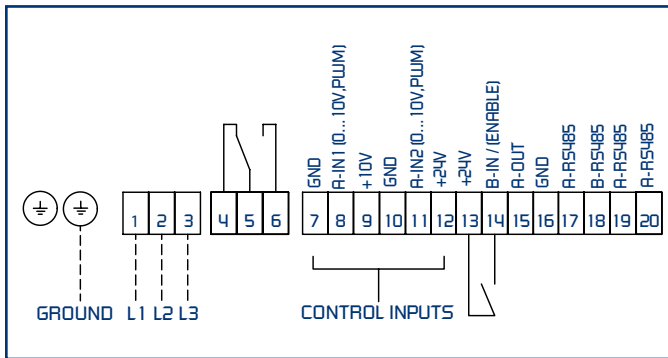 GND
A-IN1 (0... 10V,PWM)
+10V
GND
A-IN2 (0... 10V,PWM)
+24V
+24V
B-IN / (ENABLE)
A-OUT
GND
A-RS485
B-RS485
A-RS485
A-RS485
1 2 3 4 5 6 7 8 9 10 11 12 13 14 15 16 17 18 19 20
GROUND L1 L2 L3 CONTROL INPUTS